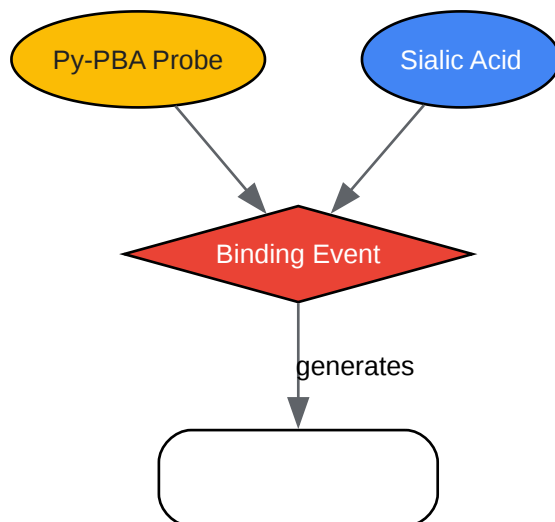 Py-PBA Probe
Sialic Acid
Binding Event
generates